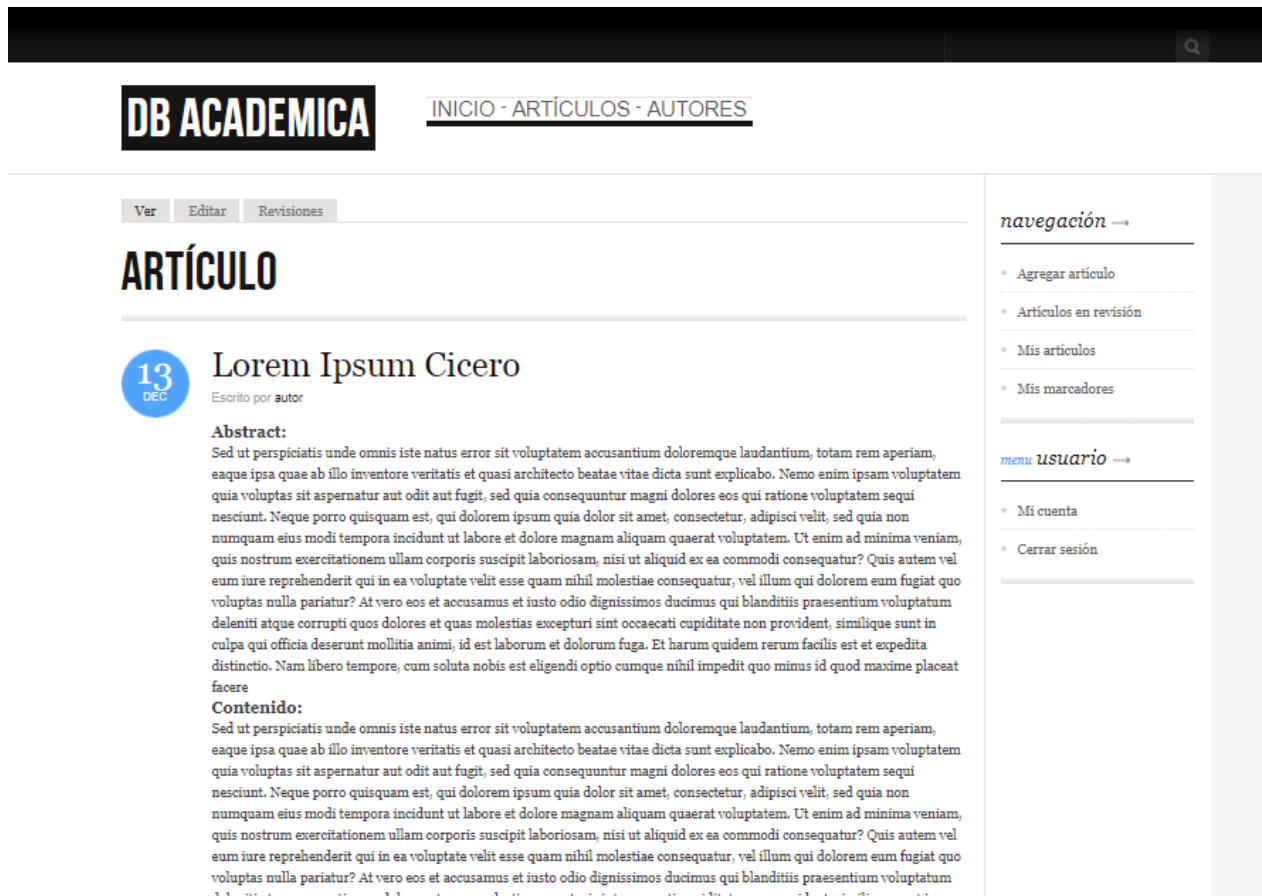 DB ACADEMICA
INICIO - ARTÍCULOS - AUTORES
Ver Editar Revisiones
ARTÍCULO
13
DEC
Lorem Ipsum Cicero
Escrito por autor
Abstract:
Sed ut perspiciatis unde omnis iste natus error sit voluptatem accusantium doloremque laudantium, totam rem aperiam,
eaque ipsa quae ab illo inventore veritatis et quasi architecto beatae vitae dicta sunt explicabo. Nemo enim ipsam voluptatem
quia voluptas sit aspernatur aut odit aut fugit, sed quia consequuntur magni dolores eos qui ratione voluptatem sequi
nesciunt. Neque porro quisquam est, qui dolorem ipsum quia dolor sit amet, consectetur, adipisci velit, sed quia non
numquam eius modi tempora incidunt ut labore et dolore magnam aliquam quaerat voluptatem. Ut enim ad minima veniam,
quis nostrum exercitationem ullam corporis suscipit laboriosam, nisi ut aliquid ex ea commodi consequatur? Quis autem vel
eum iure reprehenderit qui in ea voluptate velit esse quam nihil molestiae consequatur, vel illum qui dolorem eum fugiat quo
voluptas nulla pariatur? At vero eos et accusamus et iusto odio dignissimos ducimus qui blanditiis praesentium voluptatum
deleniti atque corrupti quos dolores et quas molestias excepturi sint occaecati cupiditate non provident, similique sunt in
culpa qui officia deserunt mollitia animi, id est laborum et dolorum fuga. Et harum quidem rerum facilis est et expedita
distinctio. Nam libero tempore, cum soluta nobis est eligendi optio cumque nihil impedit quo minus id quod maxime placeat
facere
Contenido:
Sed ut perspiciatis unde omnis iste natus error sit voluptatem accusantium doloremque laudantium, totam rem aperiam,
eaque ipsa quae ab illo inventore veritatis et quasi architecto beatae vitae dicta sunt explicabo. Nemo enim ipsam voluptatem
quia voluptas sit aspernatur aut odit aut fugit, sed quia consequuntur magni dolores eos qui ratione voluptatem sequi
nesciunt. Neque porro quisquam est, qui dolorem ipsum quia dolor sit amet, consectetur, adipisci velit, sed quia non
numquam eius modi tempora incidunt ut labore et dolore magnam aliquam quaerat voluptatem. Ut enim ad minima veniam,
quis nostrum exercitationem ullam corporis suscipit laboriosam, nisi ut aliquid ex ea commodi consequatur? Quis autem vel
eum iure reprehenderit qui in ea voluptate velit esse quam nihil molestiae consequatur, vel illum qui dolorem eum fugiat quo
voluptas nulla pariatur? At vero eos et accusamus et iusto odio dignissimos ducimus qui blanditiis praesentium voluptatum
navegación →
Agregar artículo
Artículos en revisión
Mis artículos
Mis marcadores
menu usuario →
Mi cuenta
Cerrar sesión